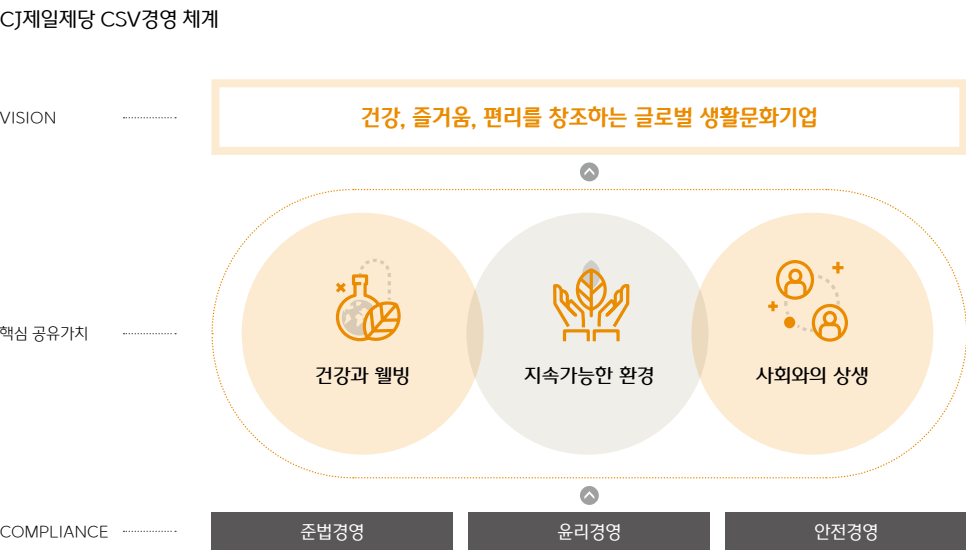 CJ제일제당 CSV경영 체계
VISION
건강, 즐거움, 편리를 창조하는 글로벌 생활문화기업
핵심 공유가치
건강과 웰빙
지속가능한 환경
사회와의 상생
COMPLIANCE
준법경영
윤리경영
안전경영